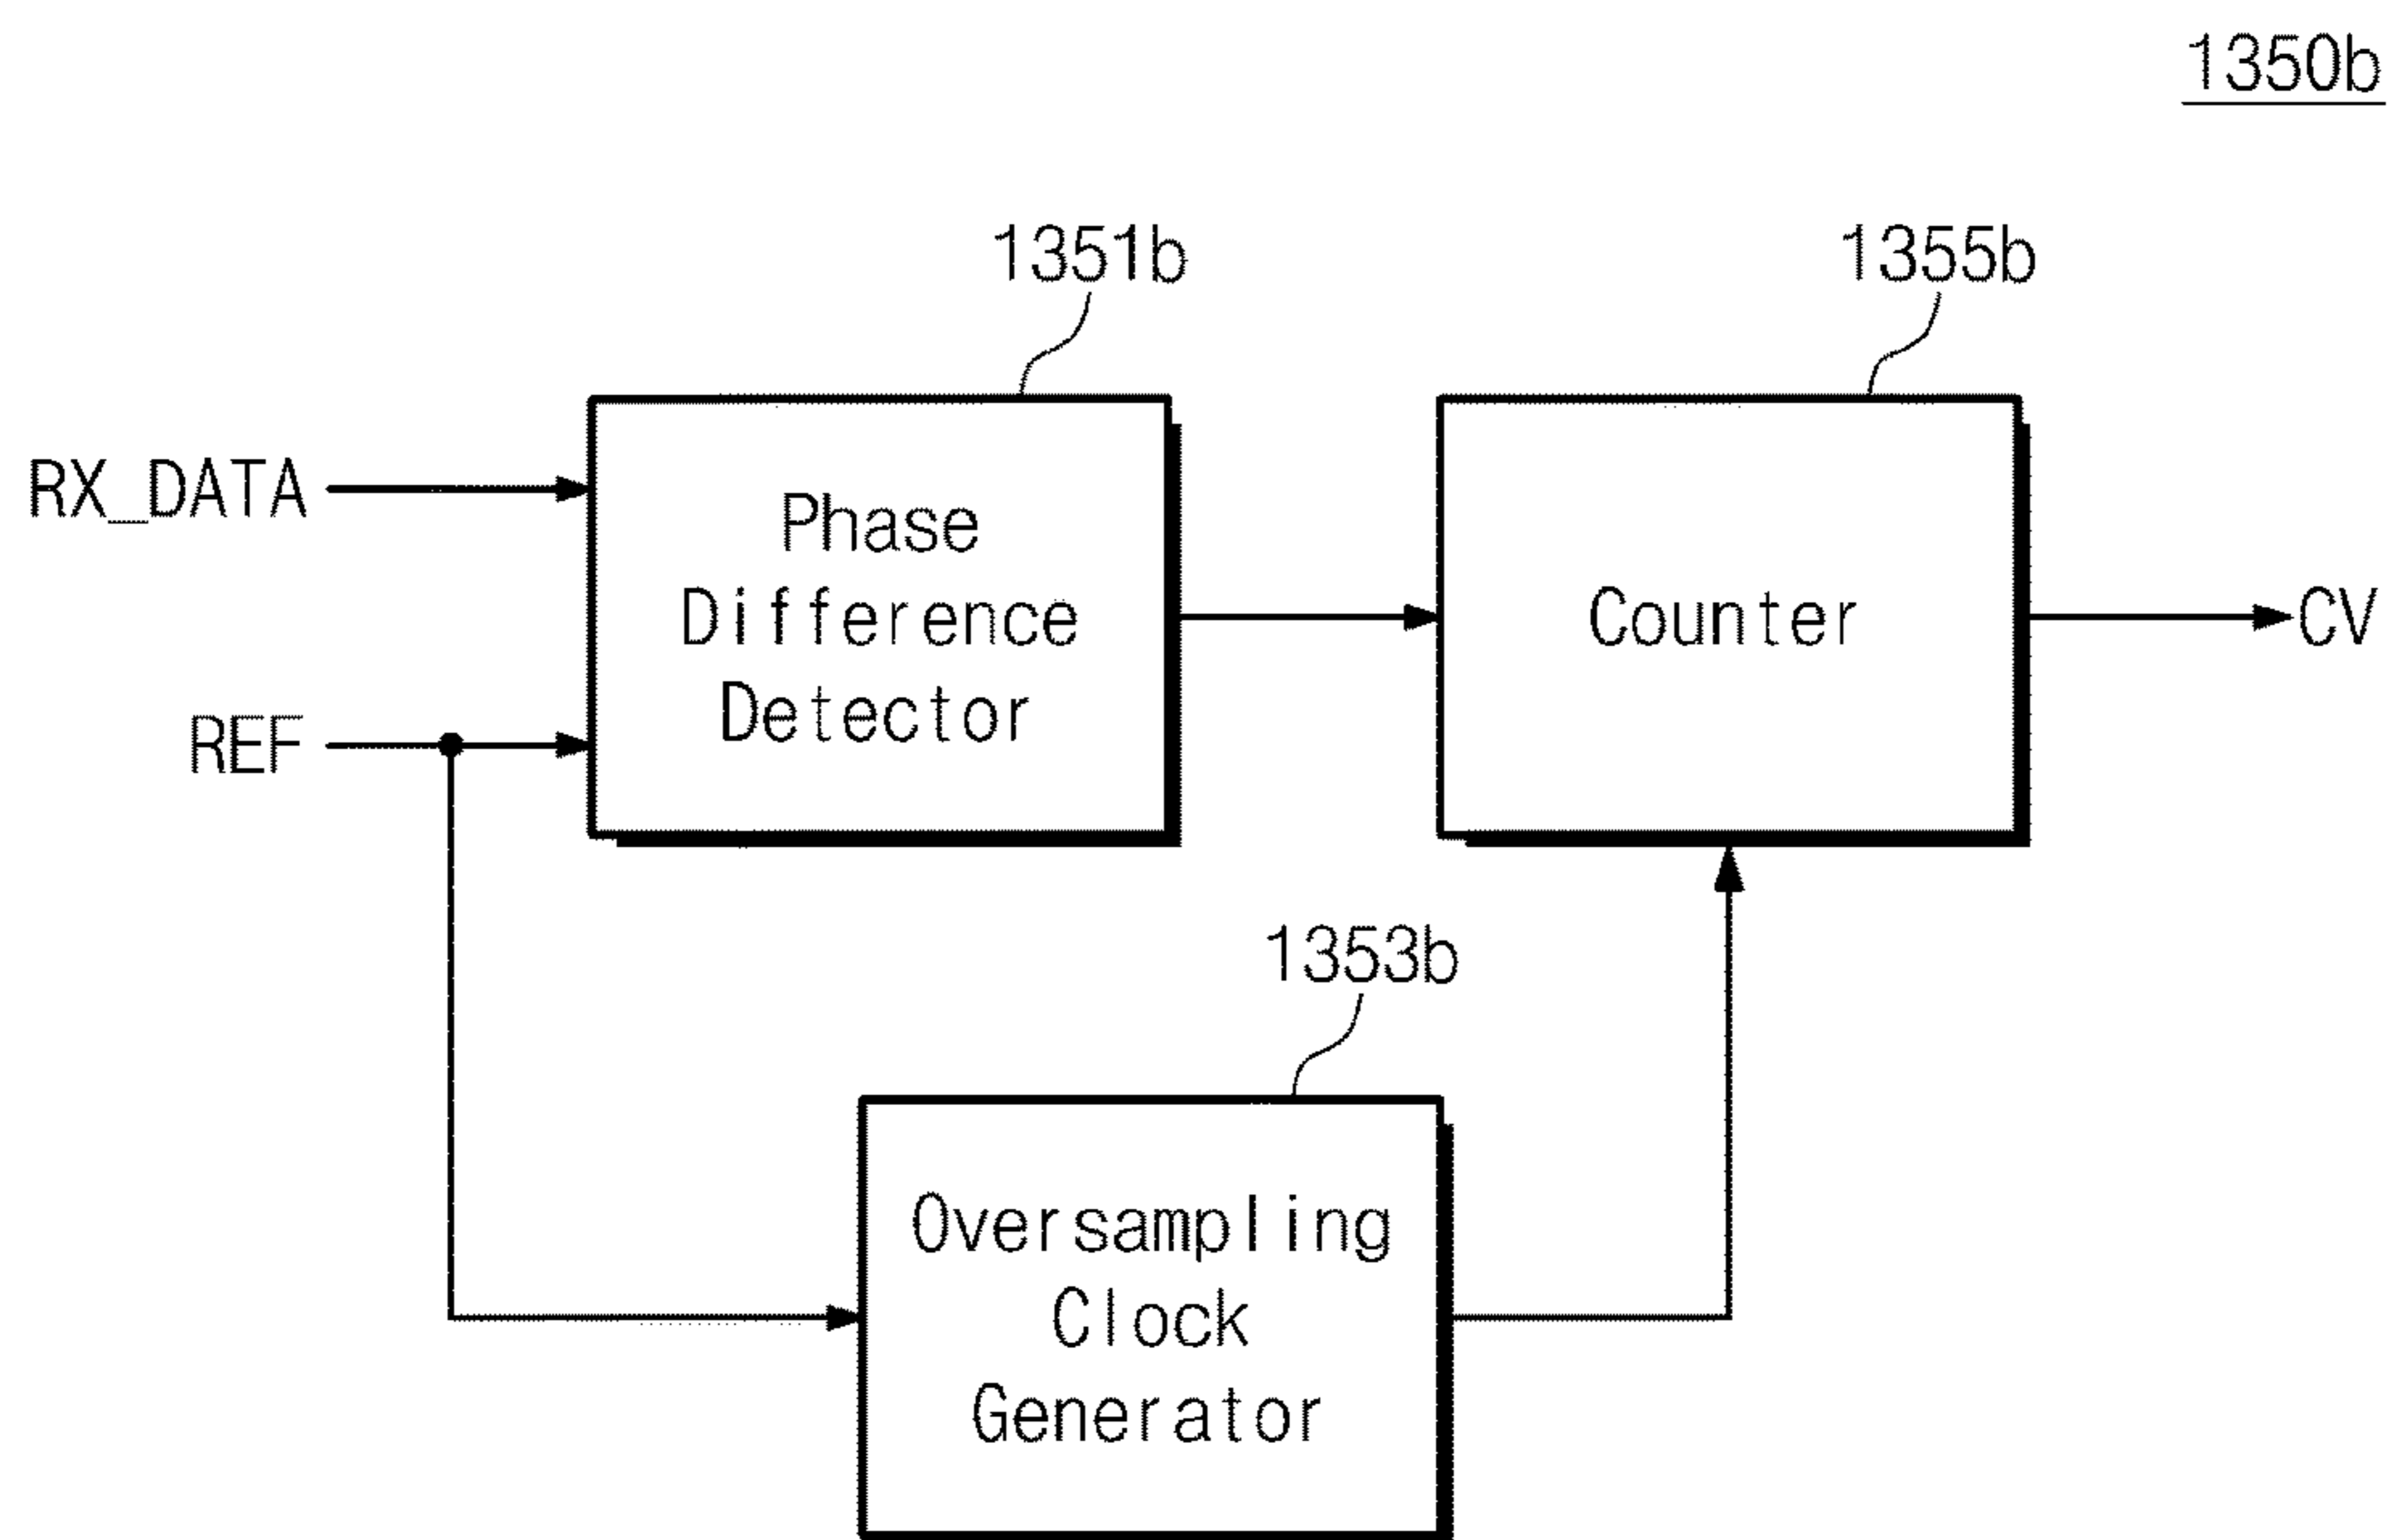 1350b
1351b
1355b
RX_DATA
Phase
Difference
Detector
REF
Counter
CV
1353b
Oversampling
Clock
Generator